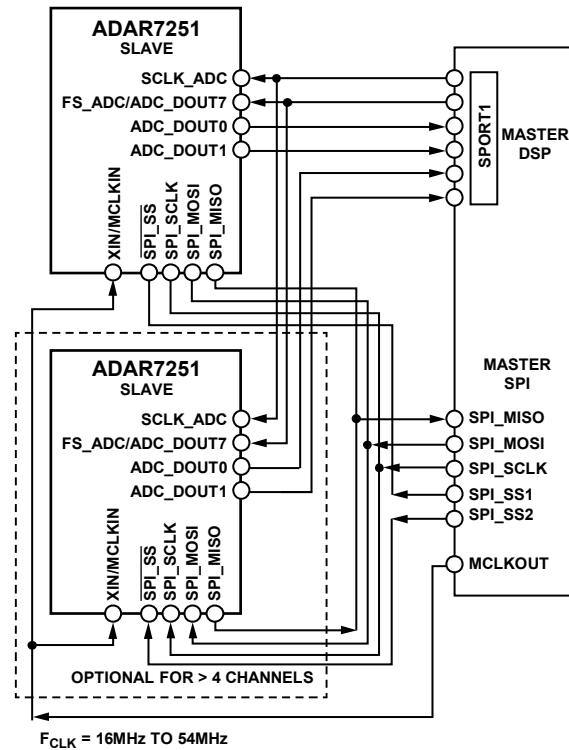 ADAR7251
SLAVE
SCLK_ADC
FS_ADC/ADC_DOUT7
ADC_DOUT0
ADC_DOUT1
XIN/MCLKIN
SPI_SS
SPI_SCLK
SPI_MOSI
SPI_MISO
SPORT1
MASTER
DSP
ADAR7251
SLAVE
SCLK_ADC
FS_ADC/ADC_DOUT7
ADC_DOUT0
ADC_DOUT1
XIN/MCLKIN
SPI_SS
SPI_SCLK
SPI_MOSI
SPI_MISO
OPTIONAL FOR > 4 CHANNELS
MASTER
SPI
SPI_MISO
SPI_MOSI
SPI_SCLK
SPI_SS1
SPI_SS2
MCLKOUT
FCLK = 16MHz TO 54MHz